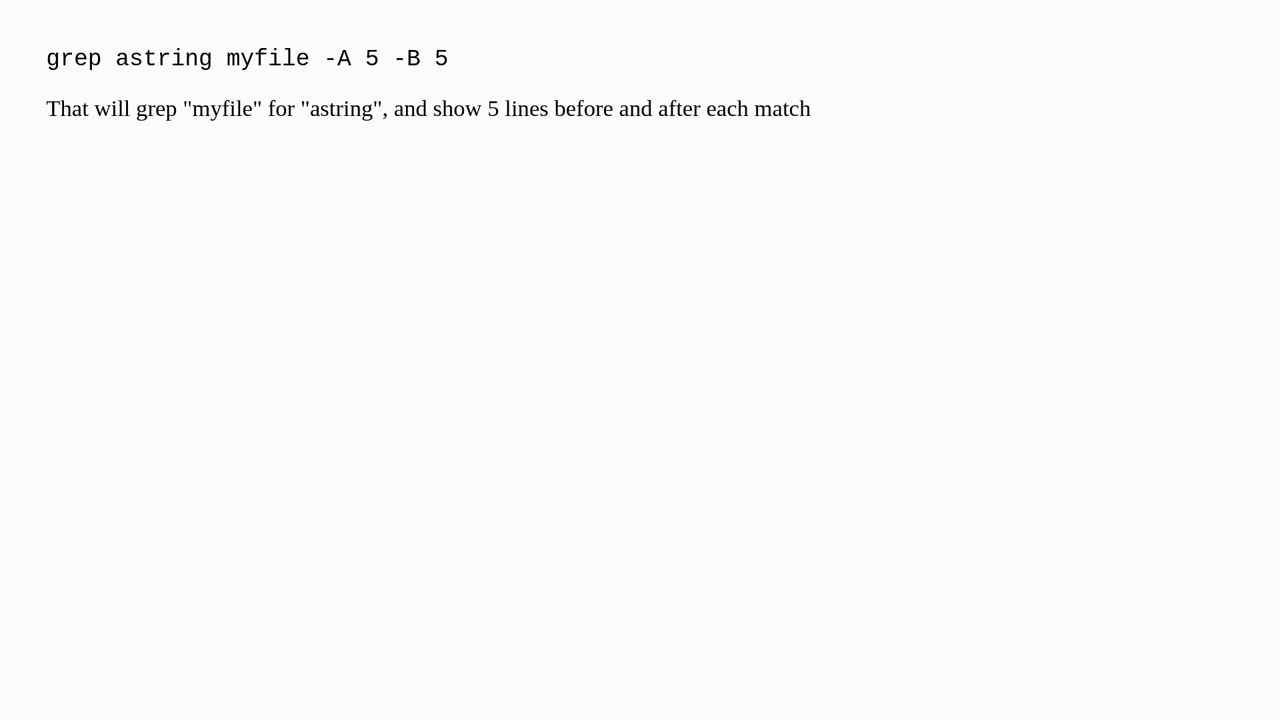 grep astring myfile -A 5 -B 5
That will grep "myfile" for "astring", and show 5 lines before and after each match